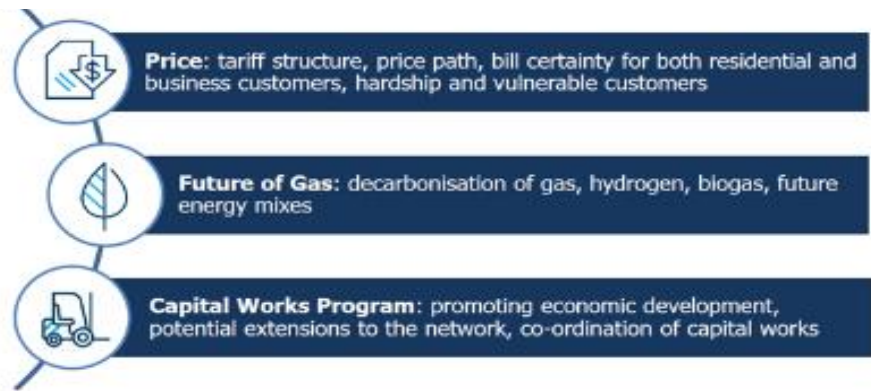 $
Price: tariff structure, price path, bill certainty for both residential and
business customers, hardship and vulnerable customers
Future of Gas: decarbonisation of gas, hydrogen, biogas, future
energy mixes
Capital Works Program: promoting economic development,
potential extensions to the network, co-ordination of capital works